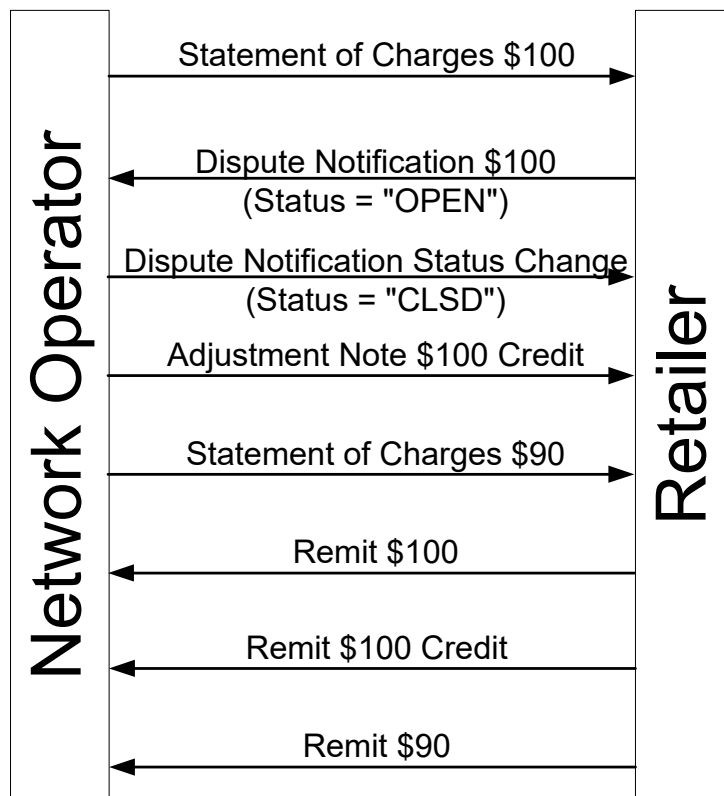 Network Operator
Statement of Charges $100
Dispute Notification $100
(Status = "OPEN")
Dispute Notification Status Change
(Status = "CLSD")
Adjustment Note $100 Credit
Statement of Charges $90
Remit $100
Remit $100 Credit
Remit $90
Retailer